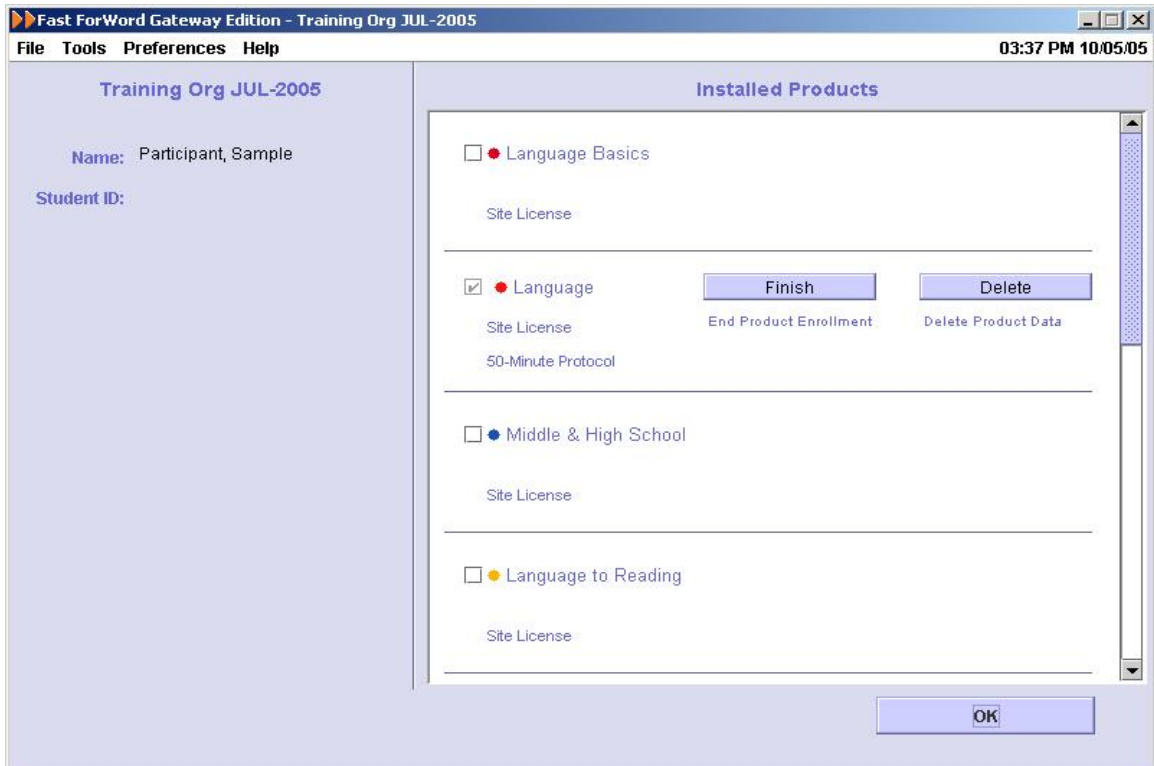 Fast ForWord Gateway Edition - Training Org JUL-2005
File Tools Preferences Help 03:37 PM 10/05/05
Training Org JUL-2005
Name: Participant, Sample
Student ID:
Installed Products
Language Basics
Site License
Language Finish Delete
Site License End Product Enrollment Delete Product Data
50-Minute Protocol
Middle & High School
Site License
Language to Reading
Site License
OK